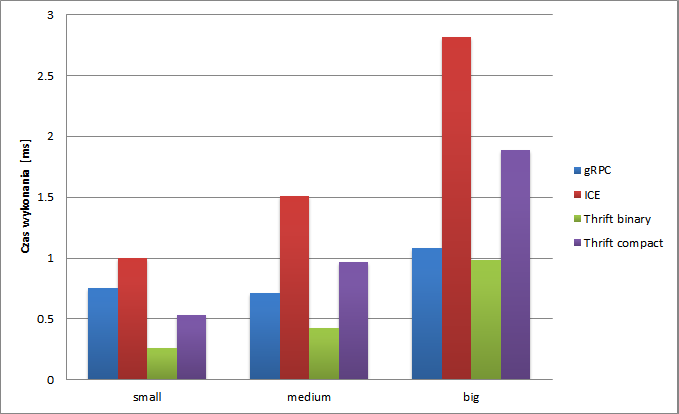 3
2.5
2
1.5
1
0.5
0
Czas wykonania [ms]
small medium big
gRPC
ICE
Thrift binary
Thrift compact